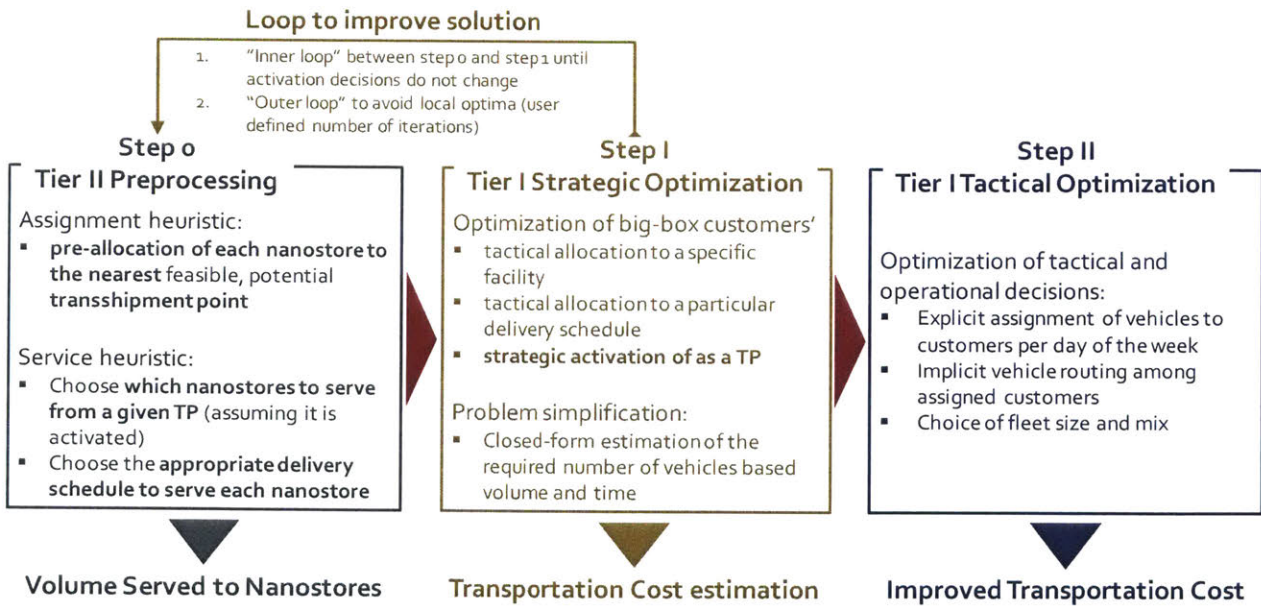 Loop to improve solution
1. "Inner loop" between step 0 and step 1 until
activation decisions do not change
2. "Outer loop" to avoid local optima (user
defined number of iterations)
Step 0
Tier II Preprocessing
Assignment heuristic:
▪ pre-allocation of each nanostore to
the nearest feasible, potential
transshipment point
Service heuristic:
▪ Choose which nanostores to serve
from a given TP (assuming it is
activated)
▪ Choose the appropriate delivery
schedule to serve each nanostore
Volume Served to Nanostores
Step I
Tier I Strategic Optimization
Optimization of big-box customers'
▪ tactical allocation to a specific
facility
▪ tactical allocation to a particular
delivery schedule
▪ strategic activation of as a TP
Problem simplification:
▪ Closed-form estimation of the
required number of vehicles based
volume and time
Transportation Cost estimation
Step II
Tier I Tactical Optimization
Optimization of tactical and
operational decisions:
▪ Explicit assignment of vehicles to
customers per day of the week
▪ Implicit vehicle routing among
assigned customers
▪ Choice of fleet size and mix
Improved Transportation Cost